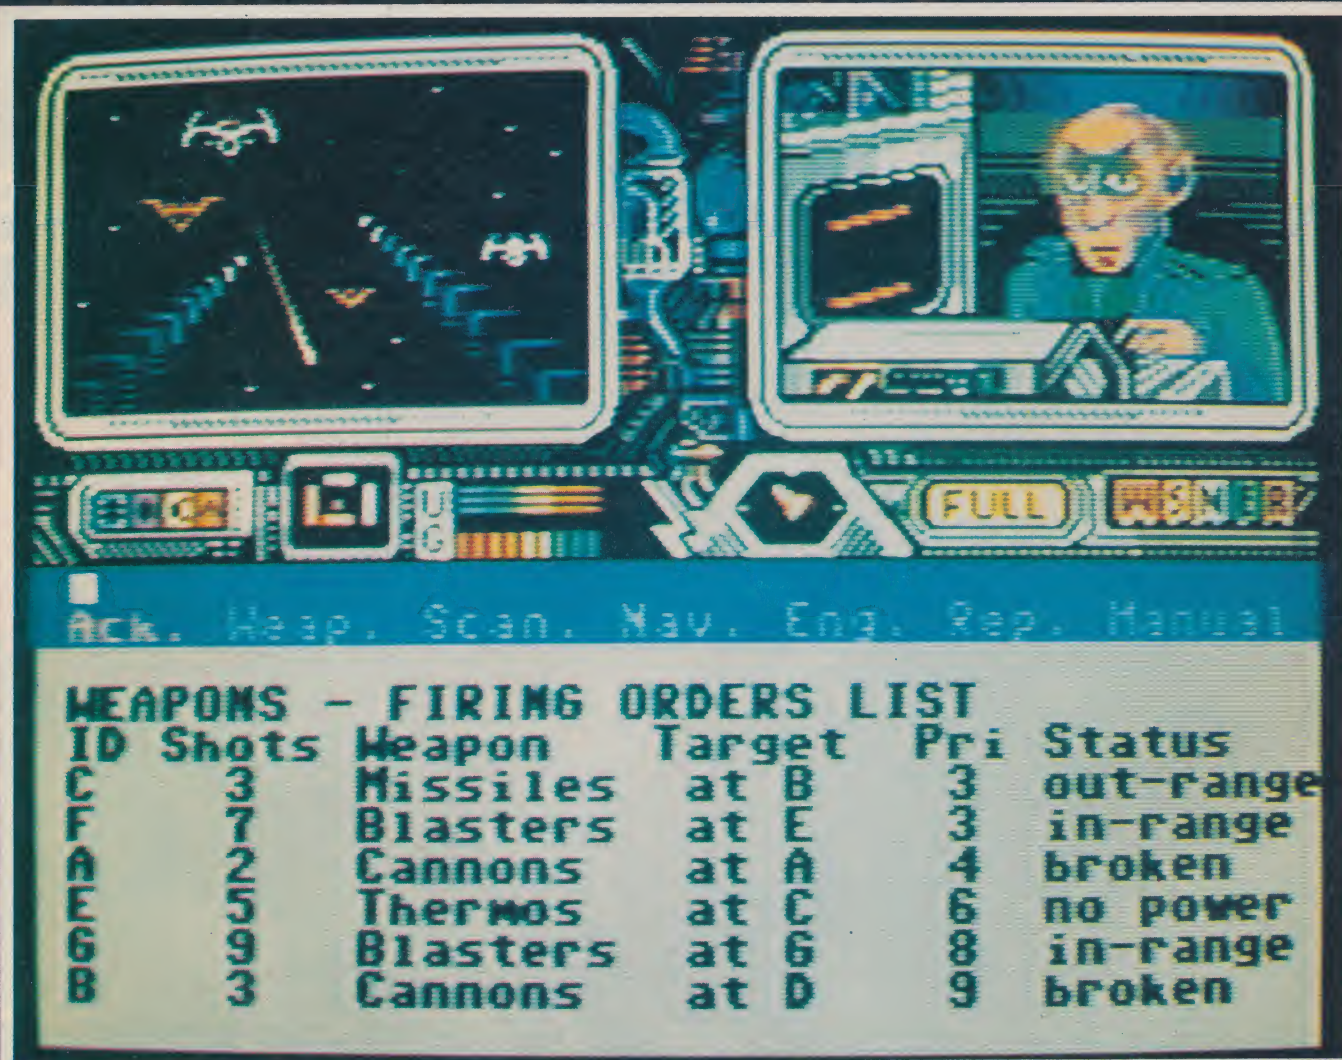 U
G
FULL
Ack. Weap. Scan. Nav. Eng. Rep. Manual
WEAPONS - FIRING ORDERS LIST
ID Shots Weapon Target Pri Status
C 3 Missiles at B 3 out-range
F 7 Blasters at E 3 in-range
A 2 Cannons at A 4 broken
E 5 Thermos at C 6 no power
G 9 Blasters at G 8 in-range
B 3 Cannons at D 9 broken